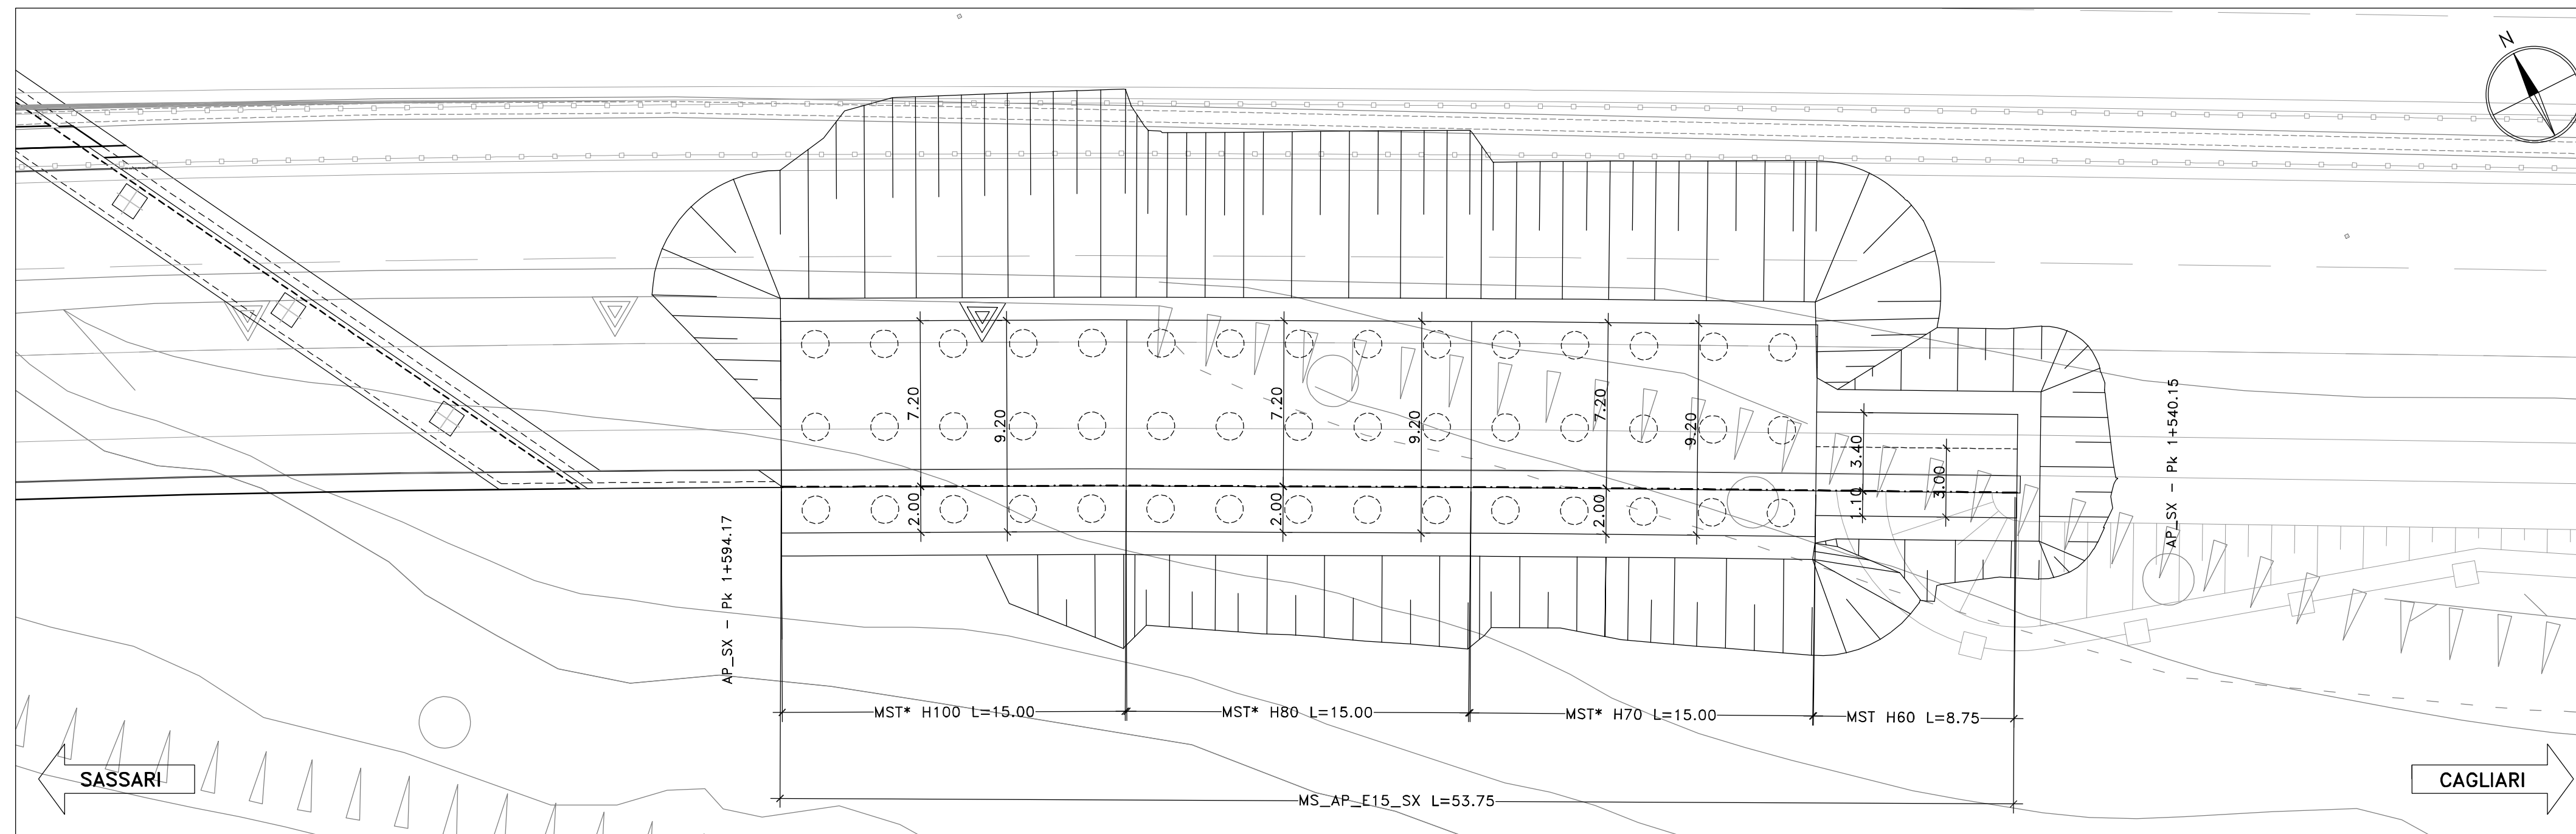 N
7.20
9.20
7.20
9.20
7.20
9.20
3.40
3.00
1.10
2.00
2.00
2.00
AP_SX - Pk 1+594.17
AP_SX - Pk 1+540.15
MST* H100 L=15.00
MST* H80 L=15.00
MST* H70 L=15.00
MST H60 L=8.75
SASSARI
CAGLIARI
MS_AP_E15_SX L=53.75